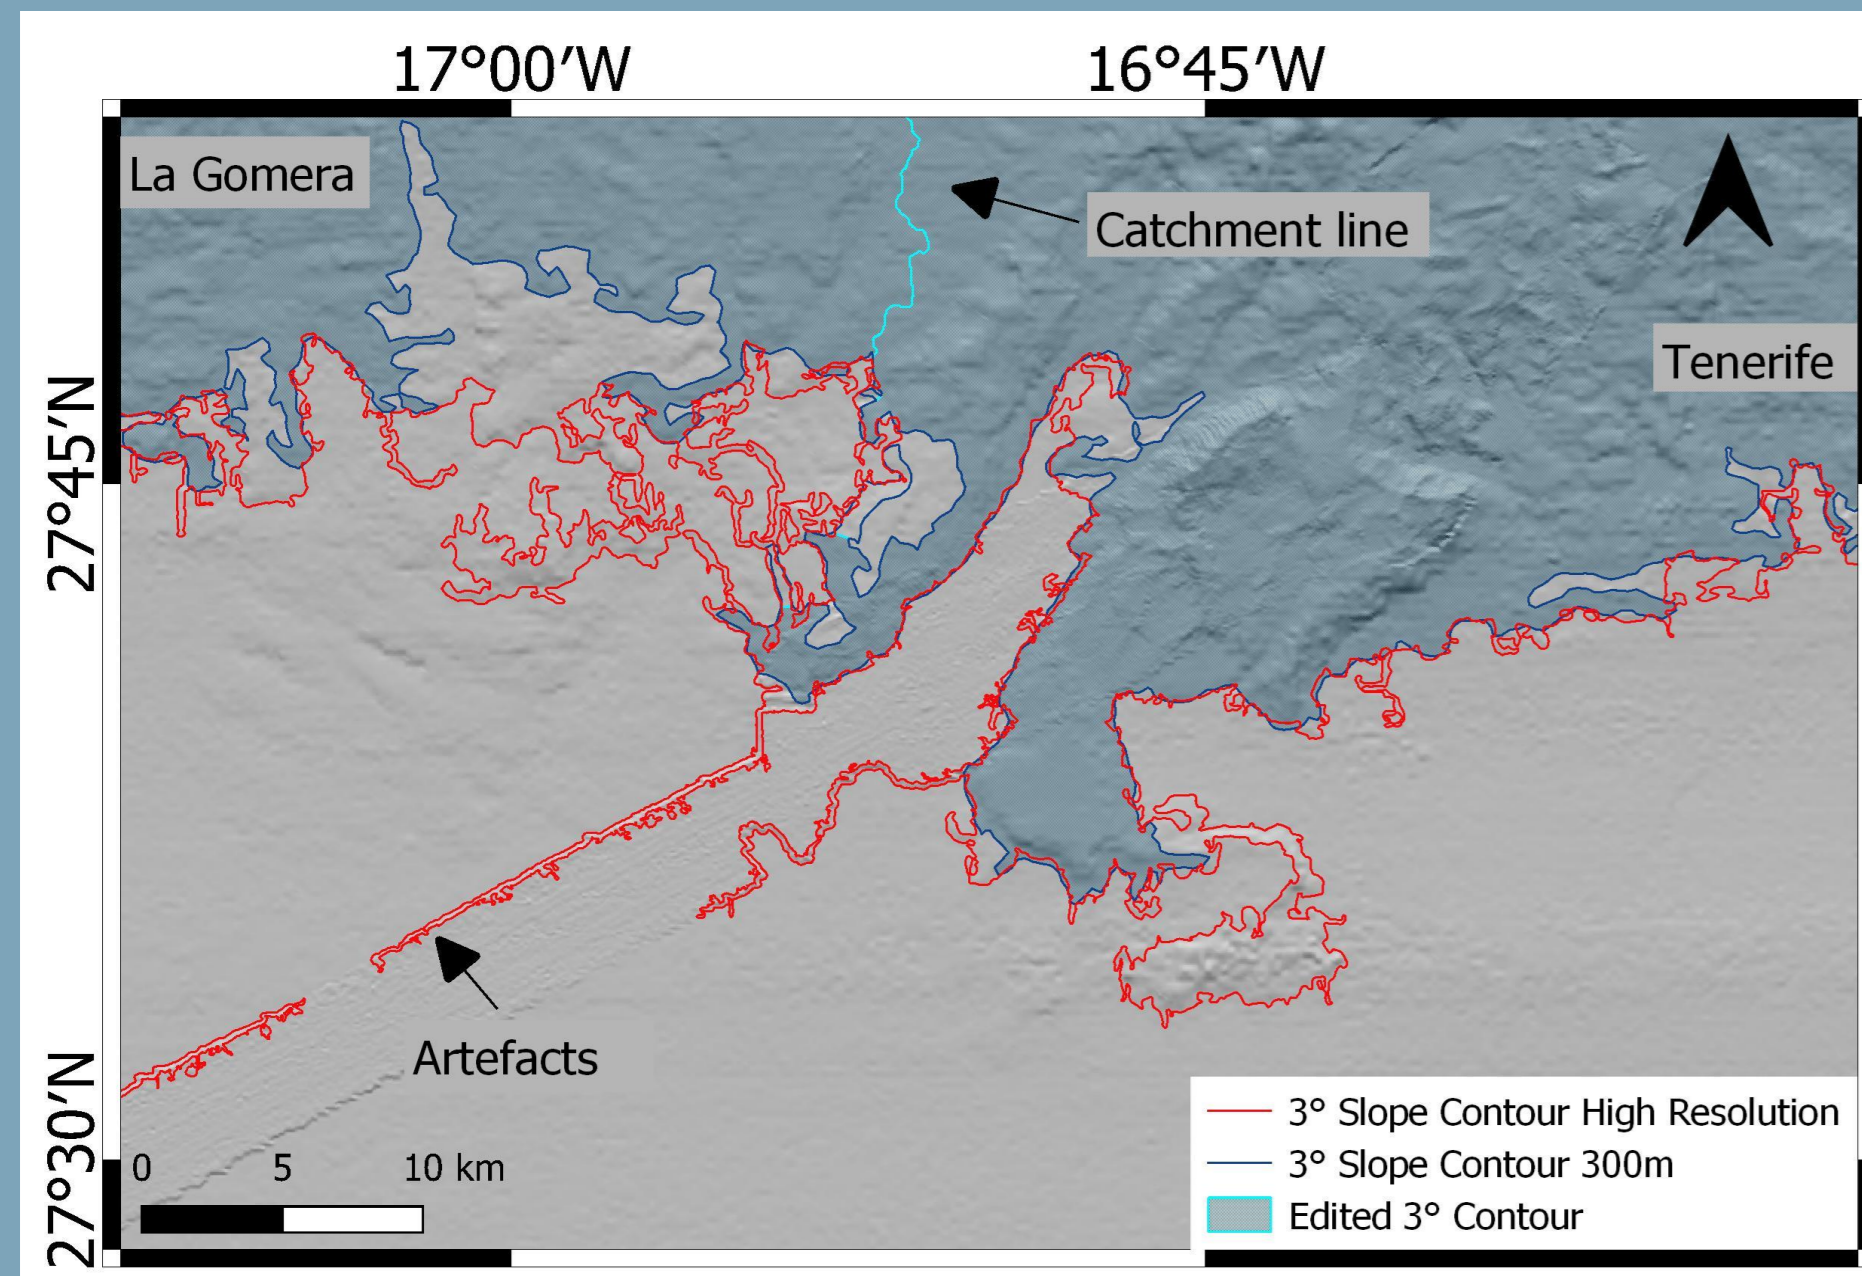 17°00′W
16°45′W
La Gomera
Catchment line
Tenerife
27°45′N
Artefacts
27°30′N
0 5 10 km
3° Slope Contour High Resolution
3° Slope Contour 300m
Edited 3° Contour